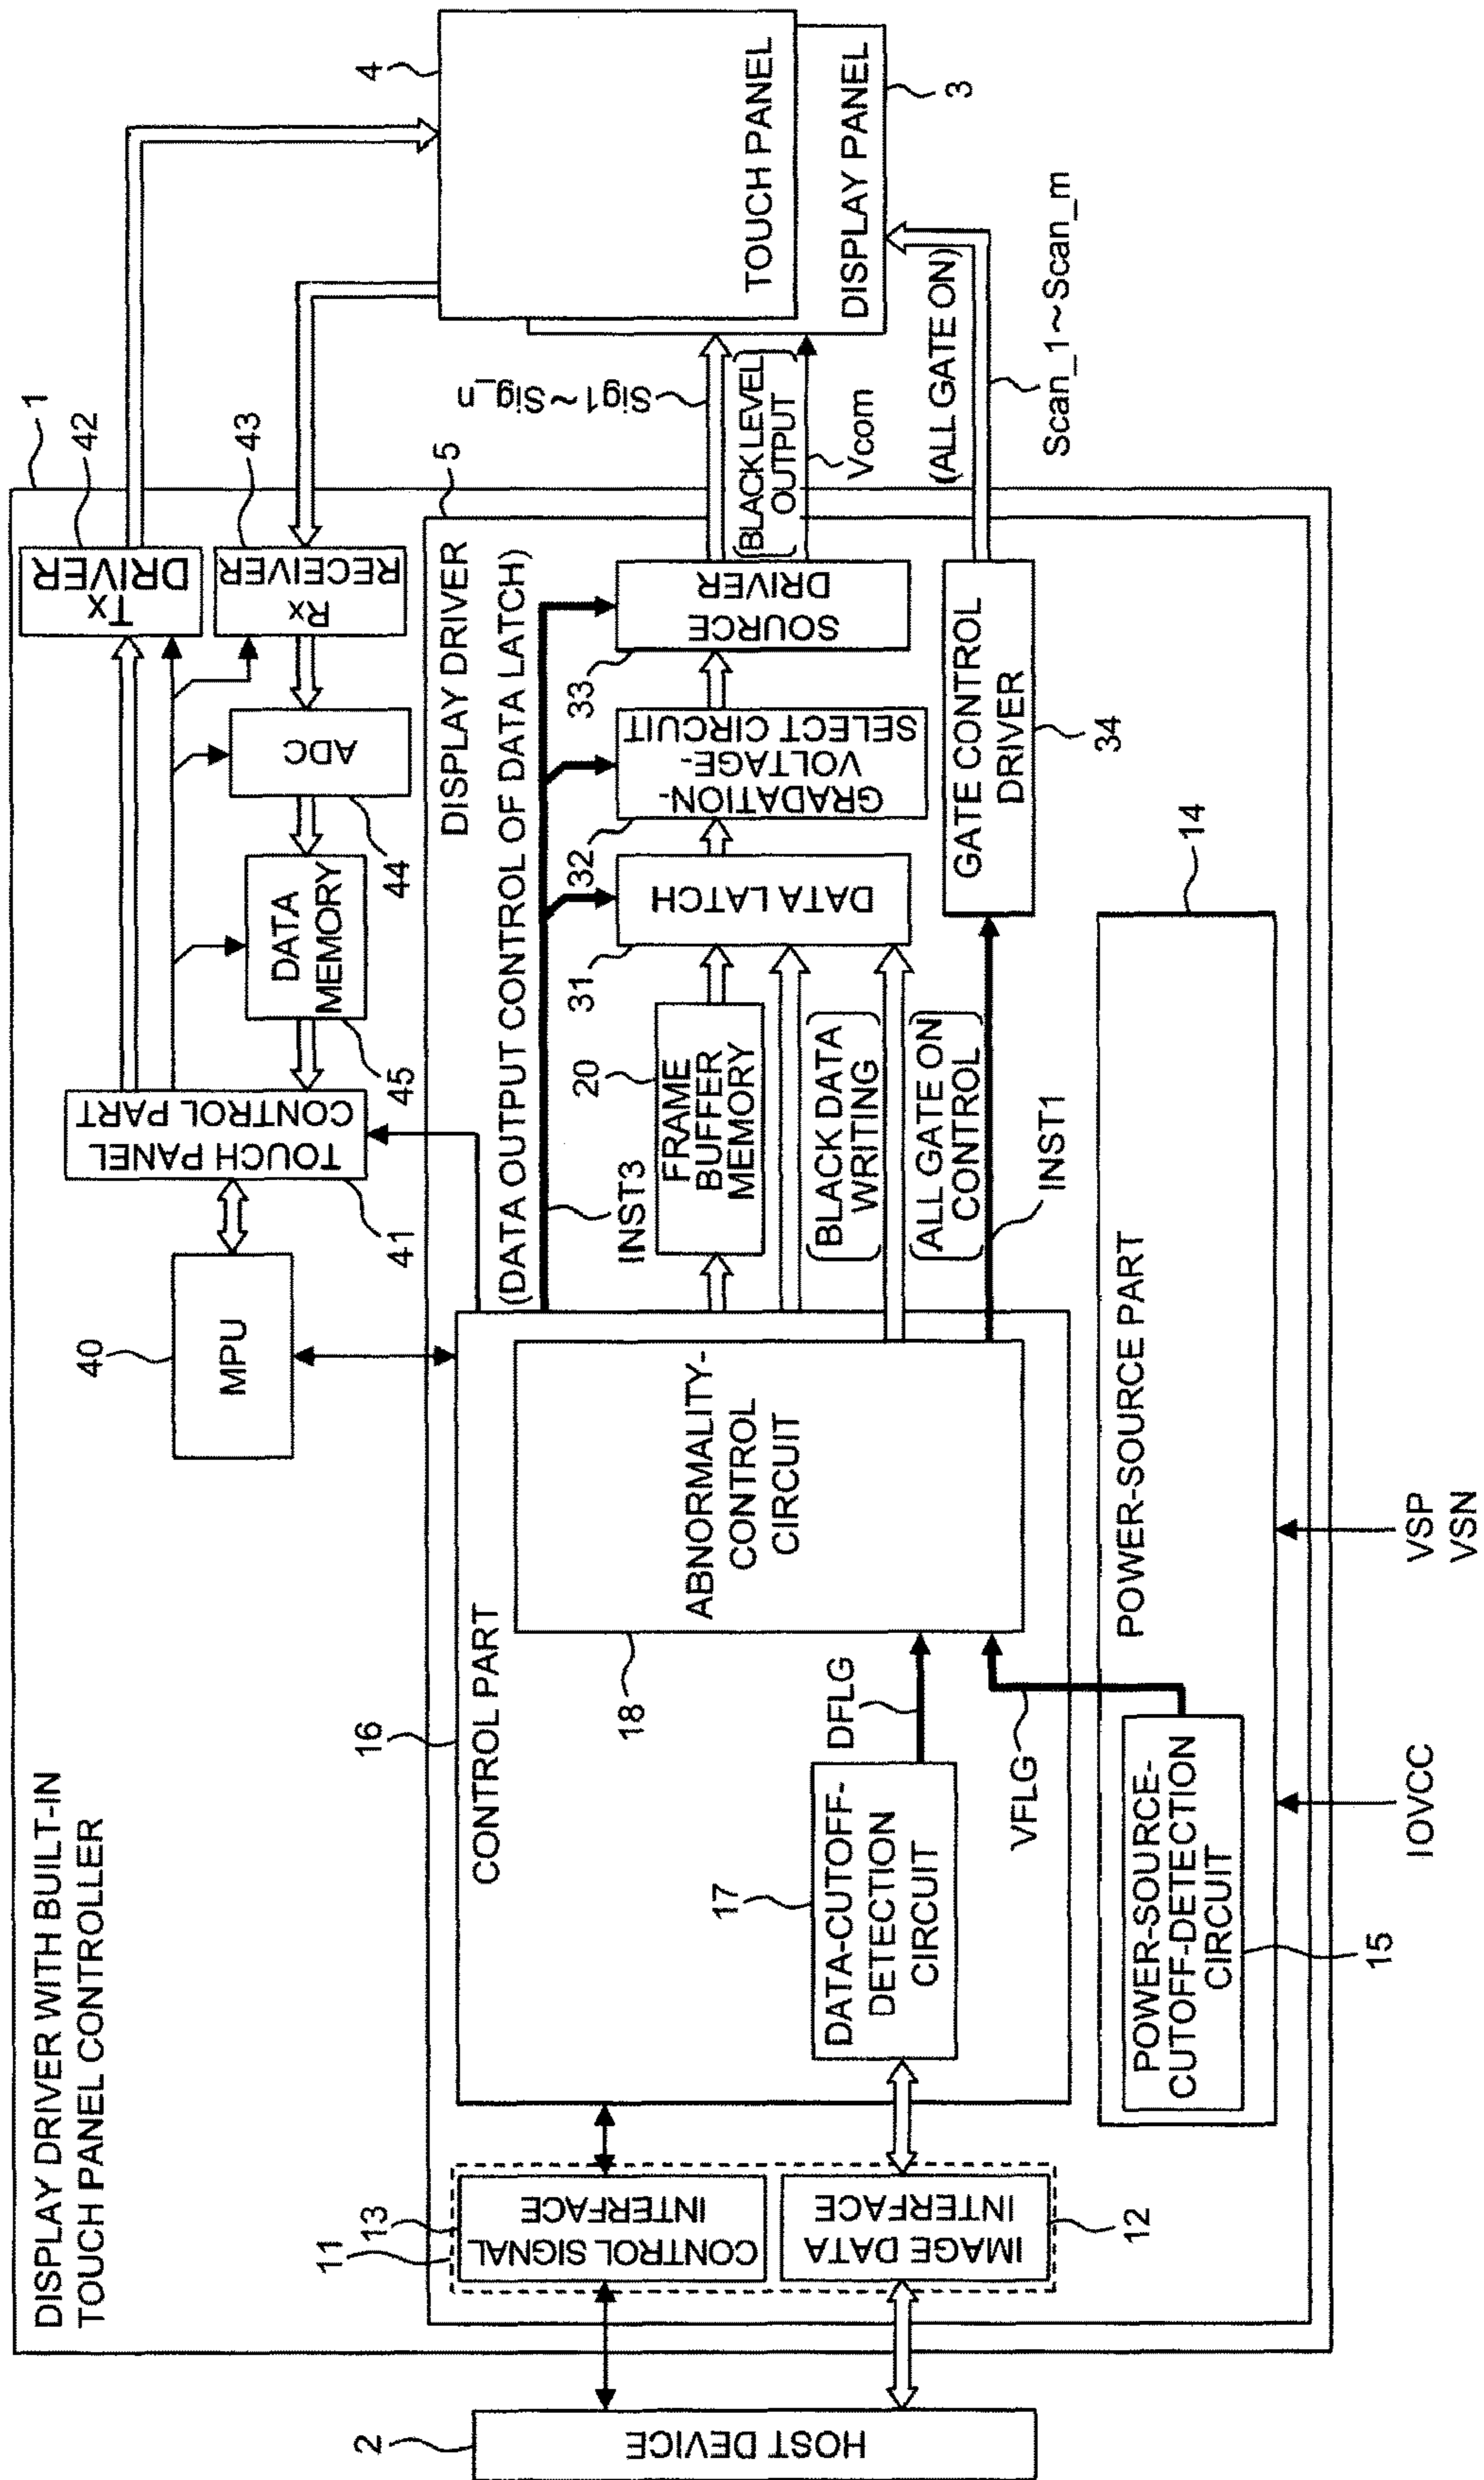 DISPLAY DRIVER WITH BUILT-IN
TOUCH PANEL CONTROLLER
1
2
HOST DEVICE
11
13
CONTROL SIGNAL
INTERFACE
IMAGE DATA
INTERFACE
12
16
CONTROL PART
17
DATA-CUTOFF-
DETECTION
CIRCUIT
DFLG
VFLG
18
ABNORMALITY-
CONTROL
CIRCUIT
POWER-SOURCE-
CUTOFF-DETECTION
CIRCUIT
15
POWER-SOURCE PART
14
IOVCC
VSP
VSN
40
MPU
41
TOUCH PANEL
CONTROL PART
45
DATA
MEMORY
44
ADC
Tx
DRIVER
42
Rx
RECEIVER
43
5
DISPLAY DRIVER
(DATA OUTPUT CONTROL OF DATA LATCH)
INST3
20
FRAME
BUFFER
MEMORY
(BLACK DATA
WRITING)
(ALL GATE ON
CONTROL)
INST1
31
DATA LATCH
32
GRADATION-
VOLTAGE-
SELECT CIRCUIT
33
SOURCE
DRIVER
GATE CONTROL
DRIVER
34
Sig1~Sig_n
(BLACK LEVEL
OUTPUT)
Vcom
(ALL GATE ON)
Scan_1~Scan_m
4
TOUCH PANEL
DISPLAY PANEL
3